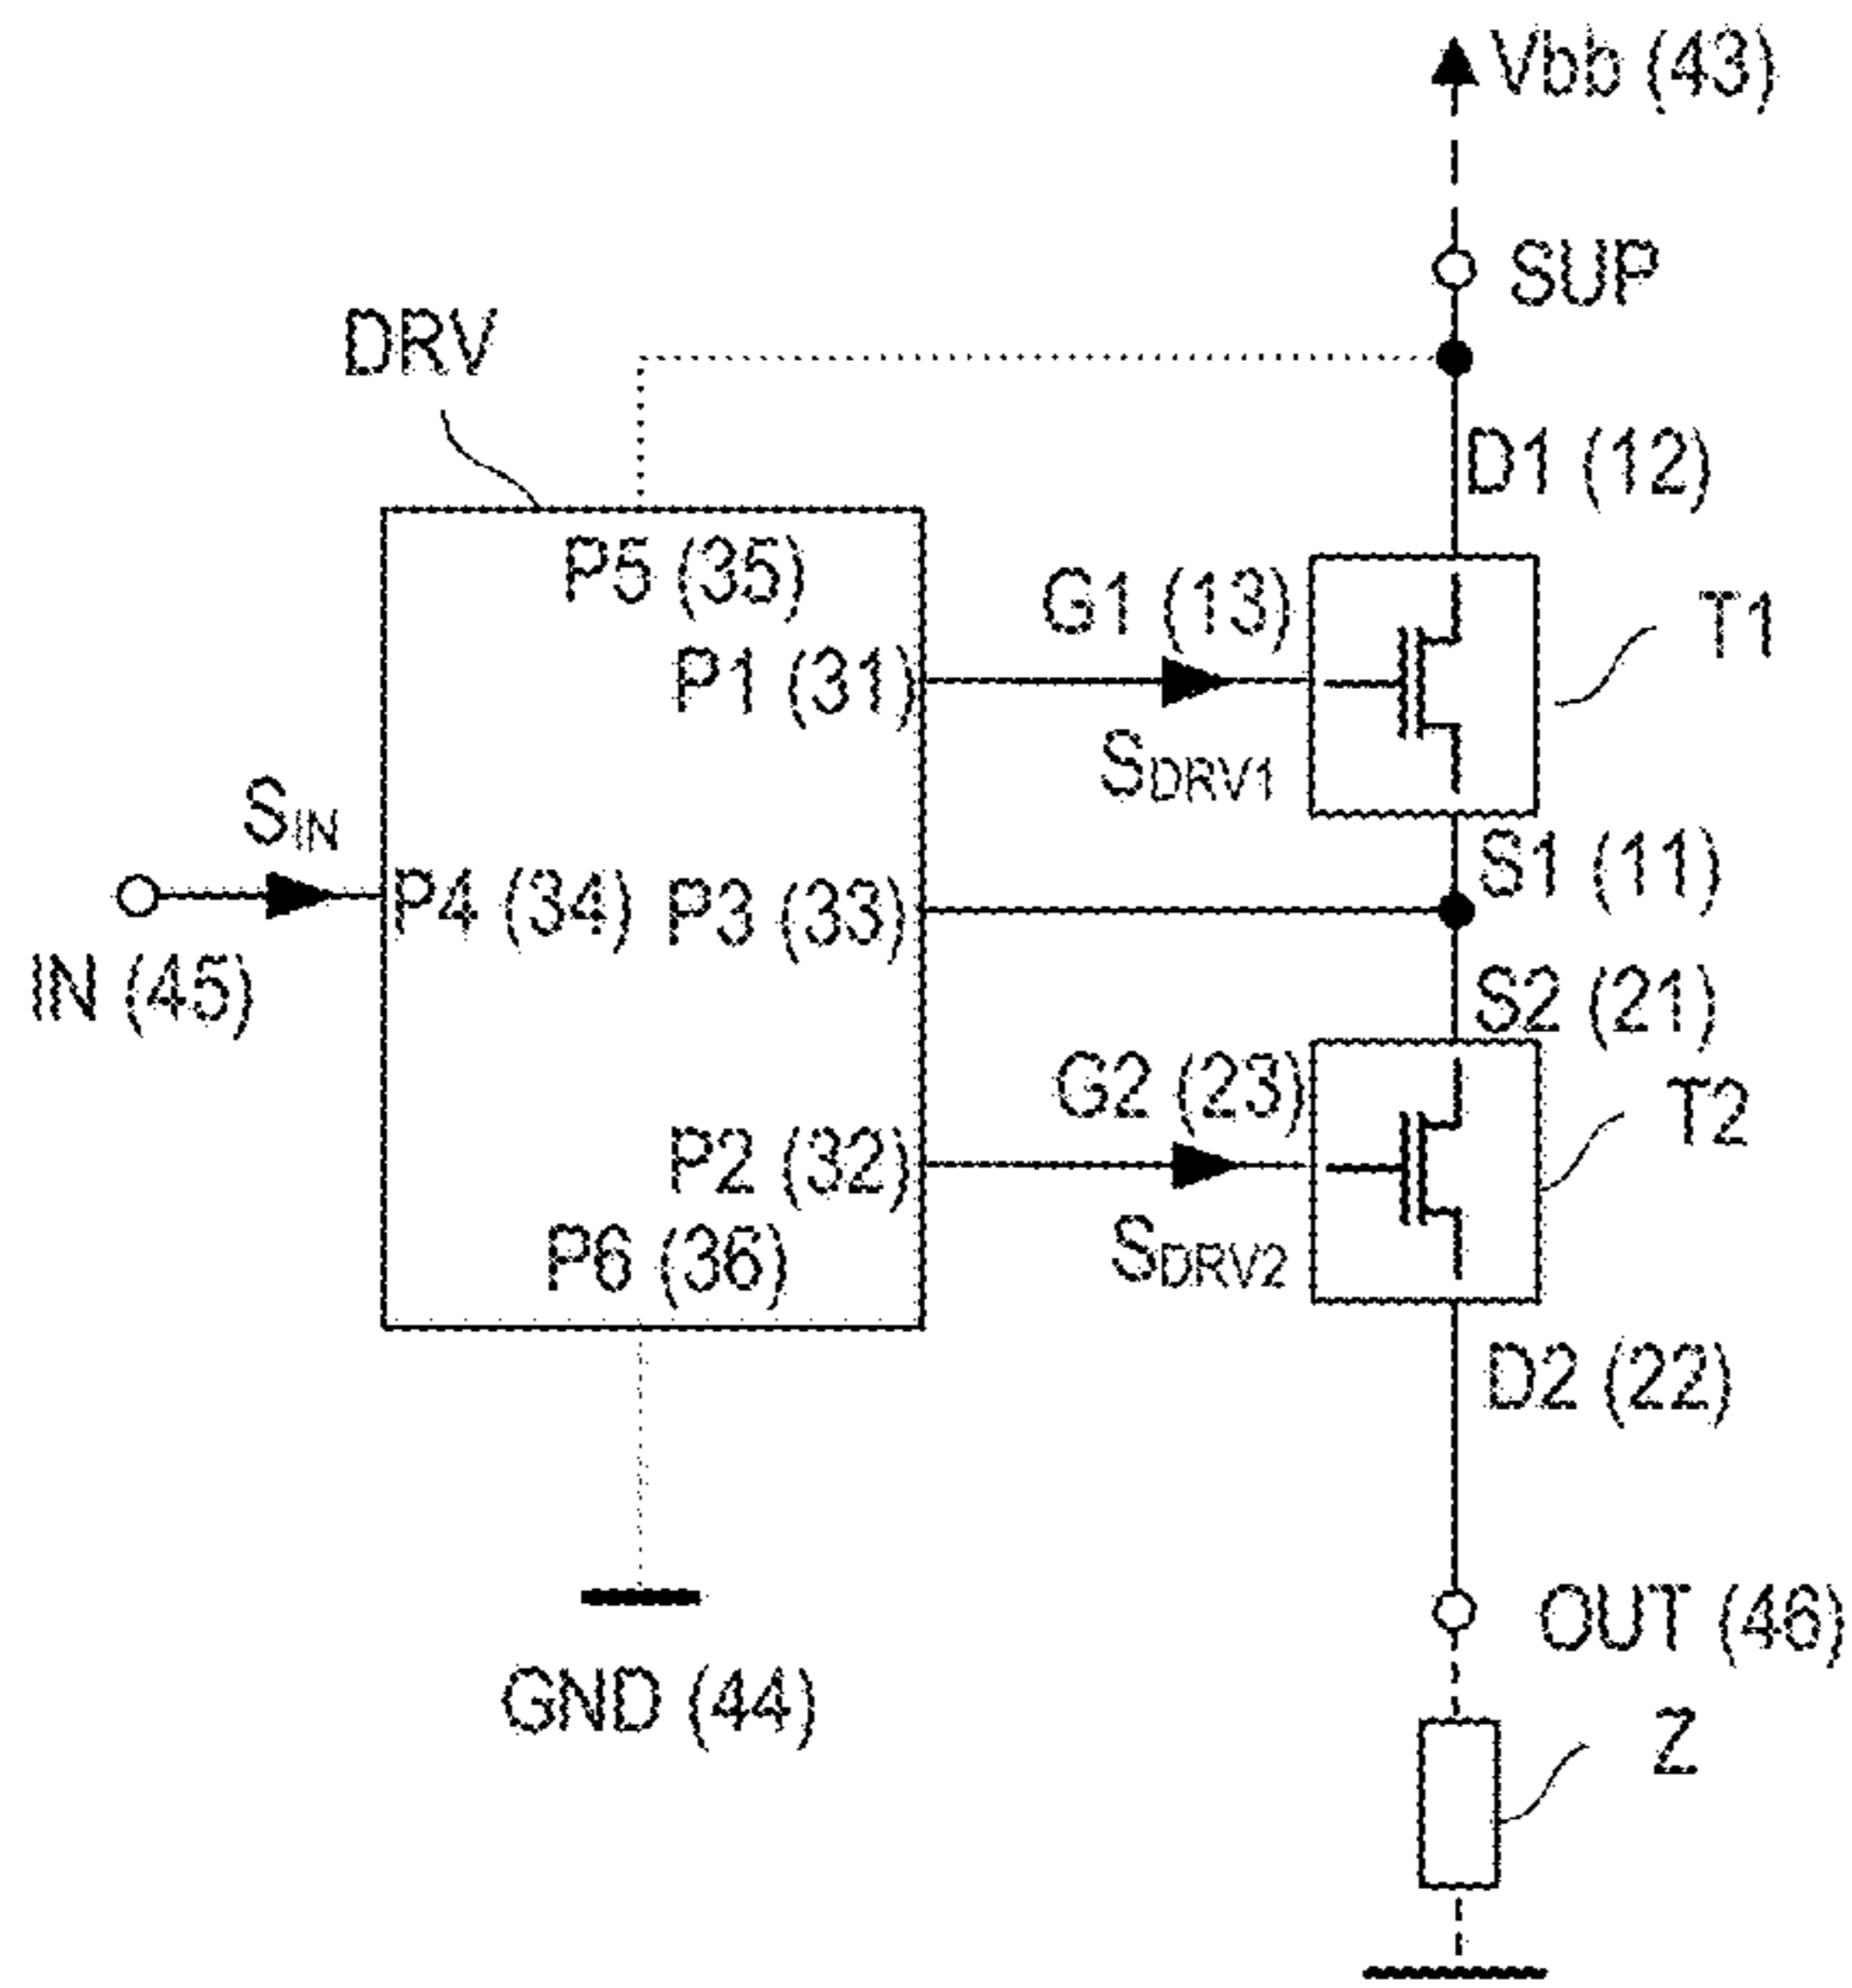 Vbb (43)
SUP
DRV
D1 (12)
P5 (35)
G1 (13)
T1
P1 (31)
SDRV1
SIN
S1 (11)
P4 (34) P3 (33)
IN (45)
S2 (21)
G2 (23)
T2
P2 (32)
SDRV2
P6 (36)
D2 (22)
OUT (46)
GND (44)
Z